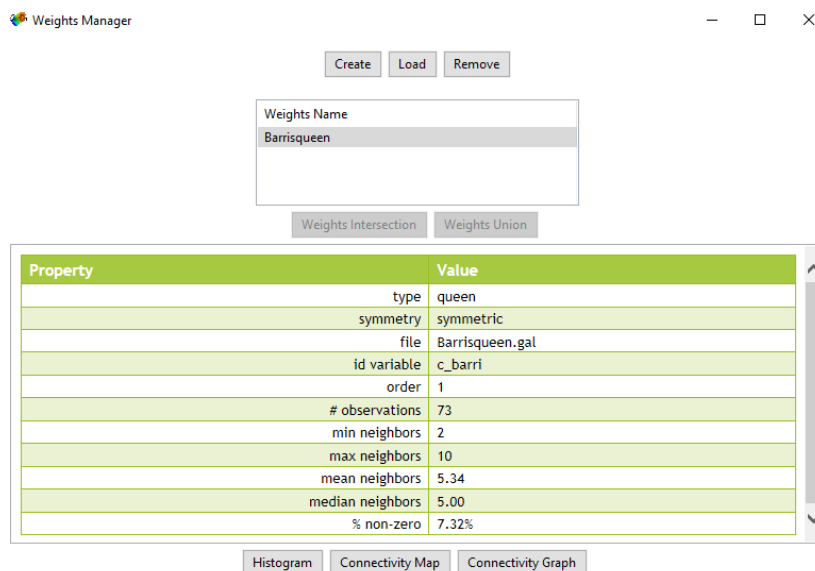 Weights Manager
Create Load Remove
Weights Name
Barrisqueen
Weights Intersection Weights Union
Property Value
type queen
symmetry symmetric
file Barrisqueen.gal
id variable c_barri
order 1
# observations 73
min neighbors 2
max neighbors 10
mean neighbors 5.34
median neighbors 5.00
% non-zero 7.32%
Histogram Connectivity Map Connectivity Graph